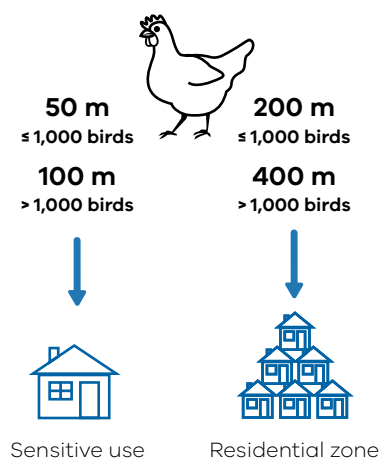 50 m
≤ 1,000 birds
100 m
> 1,000 birds
200 m
≤ 1,000 birds
400 m
> 1,000 birds
Sensitive use
Residential zone